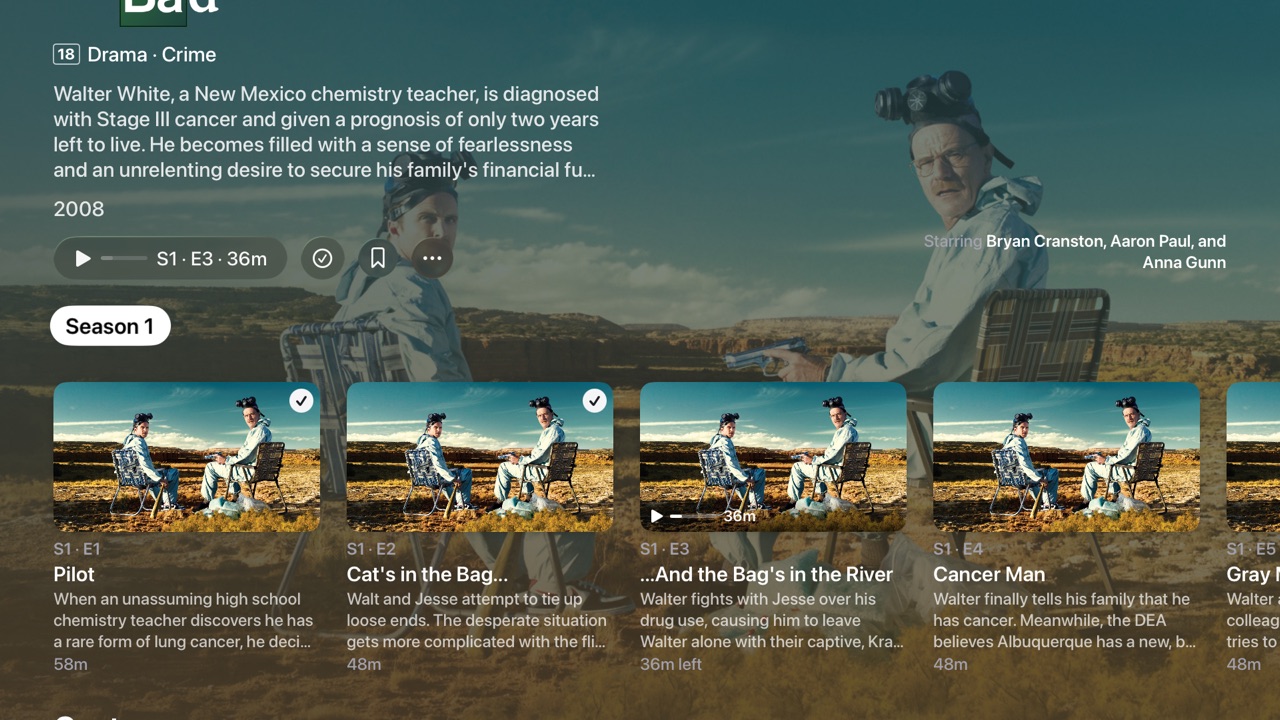 Bad
18 Drama · Crime
Walter White, a New Mexico chemistry teacher, is diagnosed
with Stage III cancer and given a prognosis of only two years
left to live. He becomes filled with a sense of fearlessness
and an unrelenting desire to secure his family's financial fu...
2008
S1 · E3 · 36m
Starring Bryan Cranston, Aaron Paul, and
Anna Gunn
Season 1
36m
S1 · E1
Pilot
When an unassuming high school
chemistry teacher discovers he has
a rare form of lung cancer, he deci...
58m
S1 · E2
Cat's in the Bag...
Walt and Jesse attempt to tie up
loose ends. The desperate situation
gets more complicated with the fli...
48m
S1 · E3
...And the Bag's in the River
Walter fights with Jesse over his
drug use, causing him to leave
Walter alone with their captive, Kra...
36m left
S1 · E4
Cancer Man
Walter finally tells his family that he
has cancer. Meanwhile, the DEA
believes Albuquerque has a new, b...
48m
S1 · E5
Gray
Walter
colleag
tries to
48m